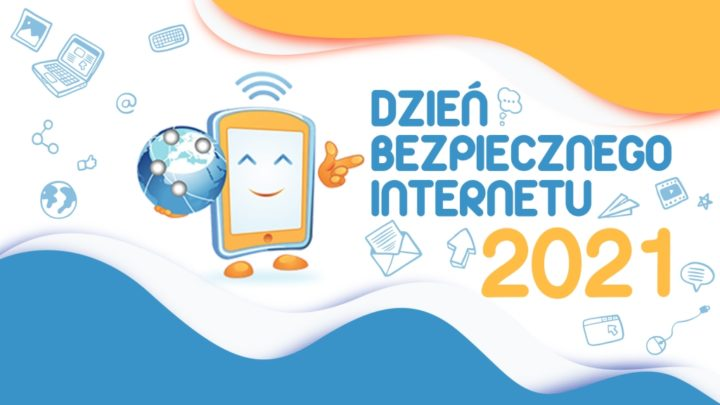 DZIEŃ
BEZPIECZNEGO
INTERNETU
2021
@